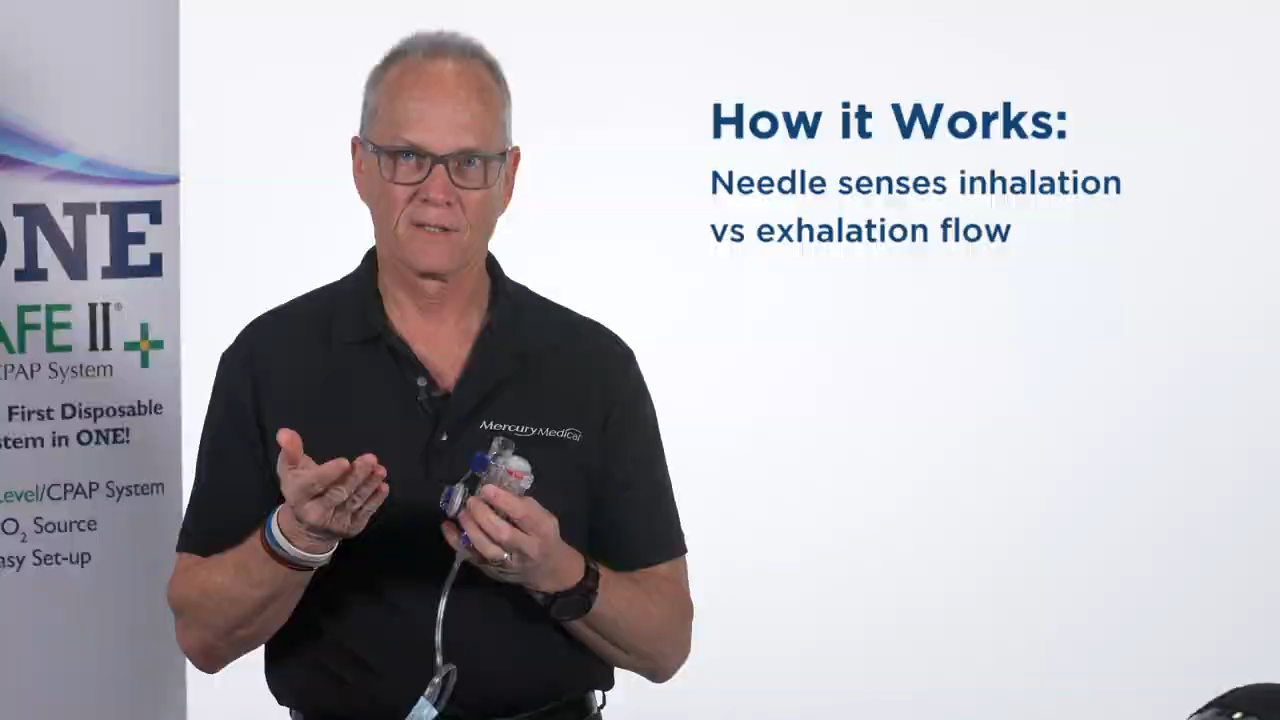 How it Works:
Needle senses inhalation
vs exhalation flow
ONE
AFE II®
CPAP System
First Disposable
stem in ONE!
Level/CPAP System
O2 Source
asy Set-up
MercuryMedical